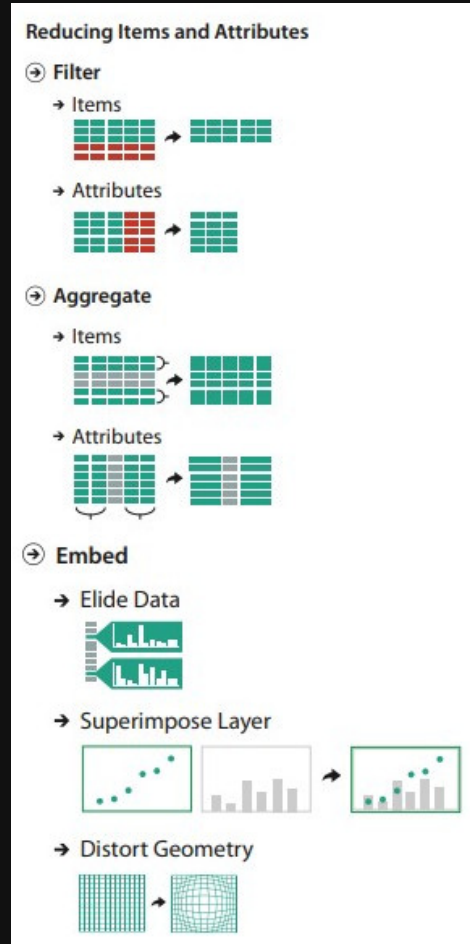 Reducing Items and Attributes
Filter
Items
Attributes
Aggregate
Items
Attributes
Embed
Elide Data
Superimpose Layer
Distort Geometry